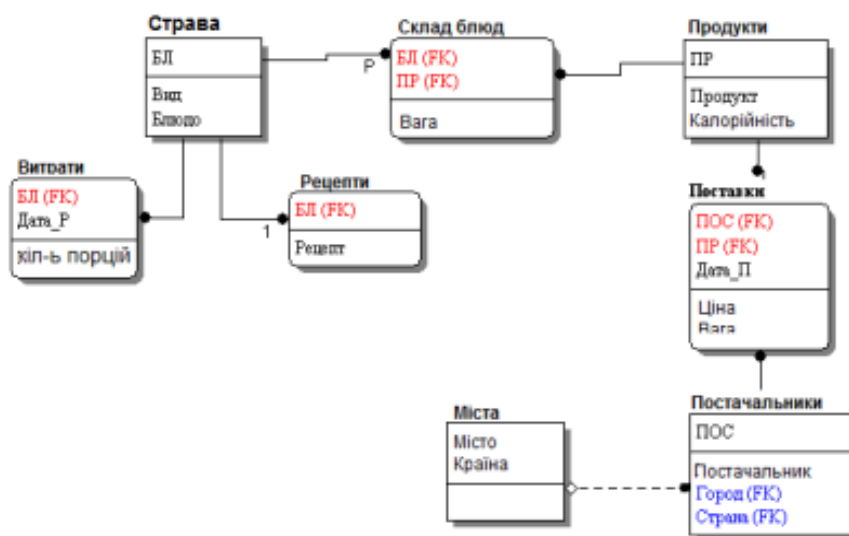 Страва
БЛ
Вид
Блюдо
Склад блюд
БЛ (FK)
ПР (FK)
Вага
Р
Продукти
ПР
Продукт
Калорійність
Витрати
БЛ (FK)
Дата_Р
кіл-ь порцій
Рецепти
БЛ (FK)
Рецепт
1
Поставки
ПОС (FK)
ПР (FK)
Дата_П
Ціна
Вага
Міста
Місто
Країна
Постачальники
ПОС
Постачальник
Город (FK)
Страна (FK)